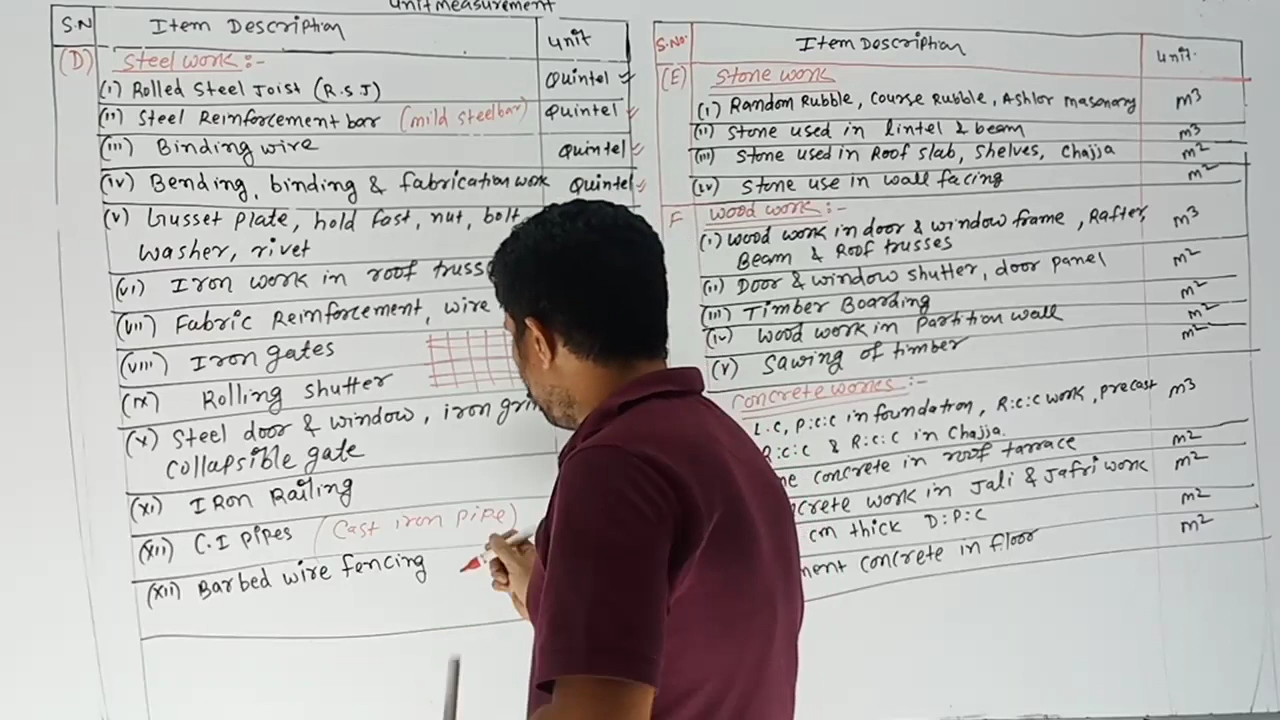 unit measurement
S.N Item Description unit
(D) Steel work :-
(i) Rolled Steel Joist (R.S.J) Quintel
(ii) Steel Reinforcement bar (mild steel bar) Quintel
(iii) Binding wire Quintel
(iv) Bending, binding & fabrication work Quintel
(v) Gusset plate, hold fast, nut, bolt,
washer, rivet
(vi) Iron work in roof truss
(vii) Fabric Reinforcement, wire
(viii) Iron gates
(ix) Rolling shutter
(x) Steel door & window, iron
collapsible gate
(xi) IRon Railing
(xii) C.I pipes (cast iron pipe)
(xii) Barbed wire fencing
S.No. Item Description unit.
(E) Stone work
(i) Random Rubble, Course Rubble, Ashlor masonary m³
(ii) Stone used in lintel & beam m³
(iii) Stone used in Roof slab, shelves, chajja m²
(iv) Stone use in wall facing m²
F wood work :-
(i) wood work in door & window frame, Rafter, m³
Beam & Roof trusses
(ii) Door & window shutter, door panel m²
(iii) Timber Boarding m²
(iv) wood work in Partition wall m²
(v) Sawing of timber m²
concrete works :-
L.C, P:C:C in foundation, R:C:C work, precast m³
R:C:C & R:C:C in Chajja.
concrete in roof tarrace m²
work in Jali & Jafri work m²
cm thick D:P:C m²
concrete in floor m²